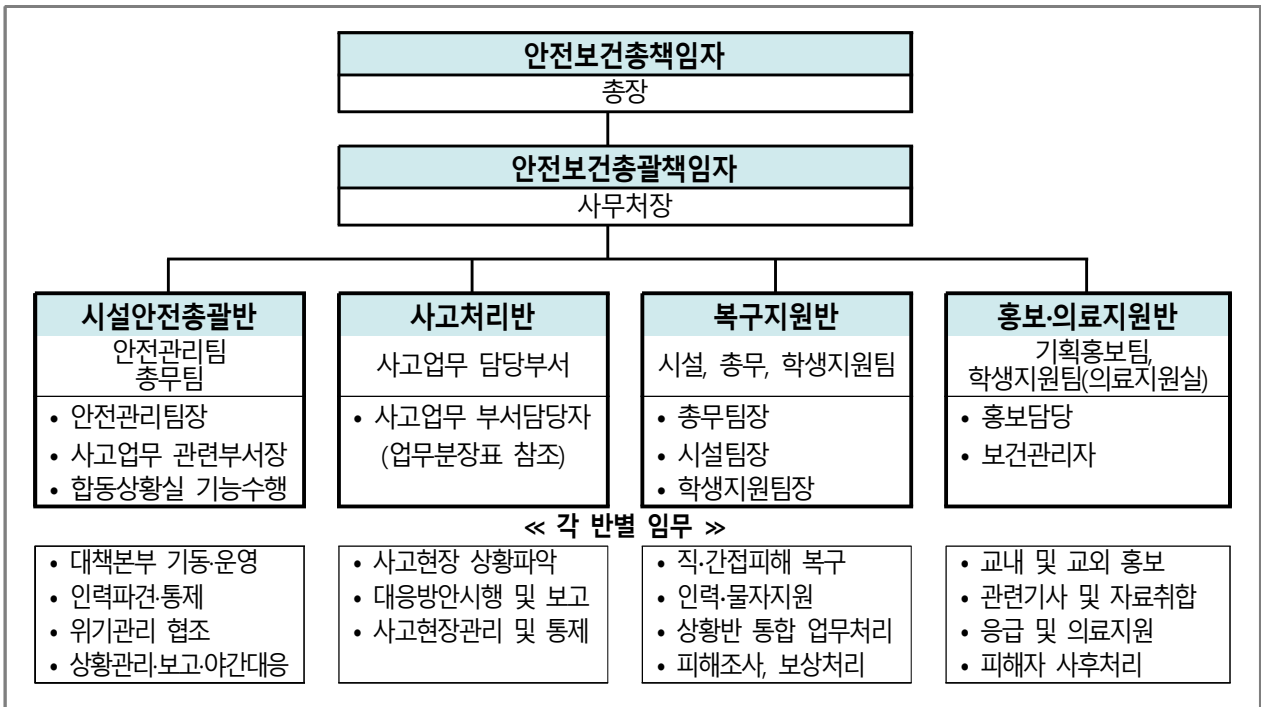 안전보건총책임자
총장
안전보건총괄책임자
사무처장
시설안전총괄반
안전관리팀
총무팀
• 안전관리팀장
• 사고업무 관련부서장
• 합동상황실 기능수행
사고처리반
사고업무 담당부서
• 사고업무 부서담당자
(업무분장표 참조)
복구지원반
시설, 총무, 학생지원팀
• 총무팀장
• 시설팀장
• 학생지원팀장
홍보·의료지원반
기획홍보팀,
학생지원팀(의료지원실)
• 홍보담당
• 보건관리자
≪ 각 반별 임무 ≫
• 대책본부 기동·운영
• 인력파견·통제
• 위기관리 협조
• 상황관리·보고·야간대응
• 사고현장 상황파악
• 대응방안시행 및 보고
• 사고현장관리 및 통제
• 직·간접피해 복구
• 인력·물자지원
• 상황반 통합 업무처리
• 피해조사, 보상처리
• 교내 및 교외 홍보
• 관련기사 및 자료취합
• 응급 및 의료지원
• 피해자 사후처리